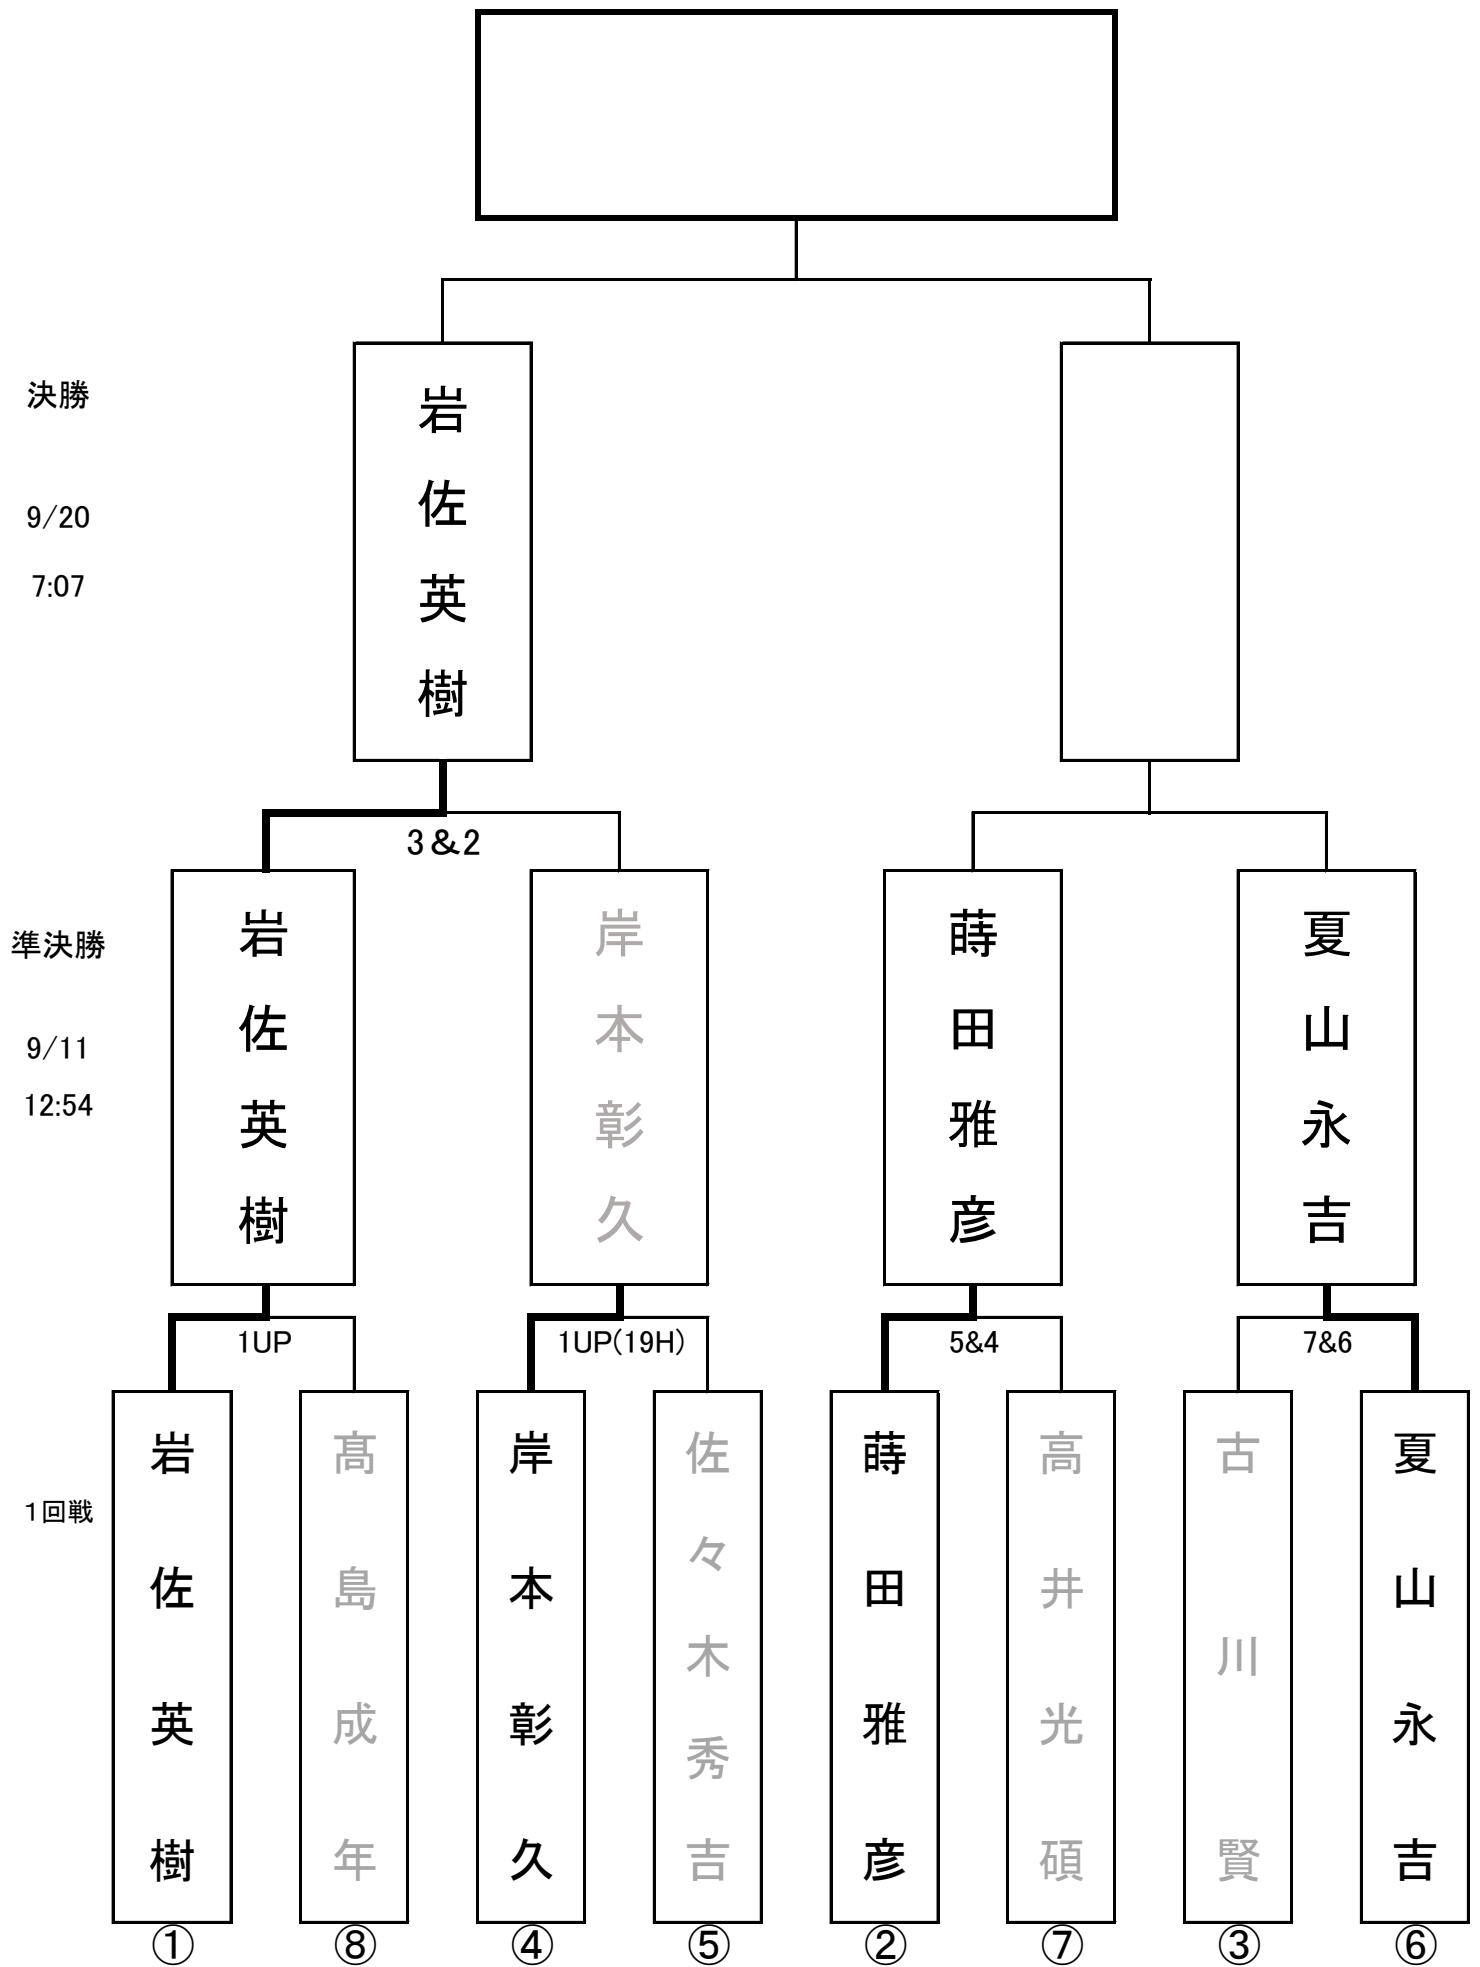 決勝
9/20
7:07
岩佐英樹
3&2
準決勝
9/11
12:54
岩佐英樹
岸本彰久
蒔田雅彦
夏山永吉
1UP
1UP(19H)
5&4
7&6
1回戦
岩佐英樹
髙島成年
岸本彰久
佐々木秀吉
蒔田雅彦
高井光碩
古川賢
夏山永吉
①
⑧
④
⑤
②
⑦
③
⑥